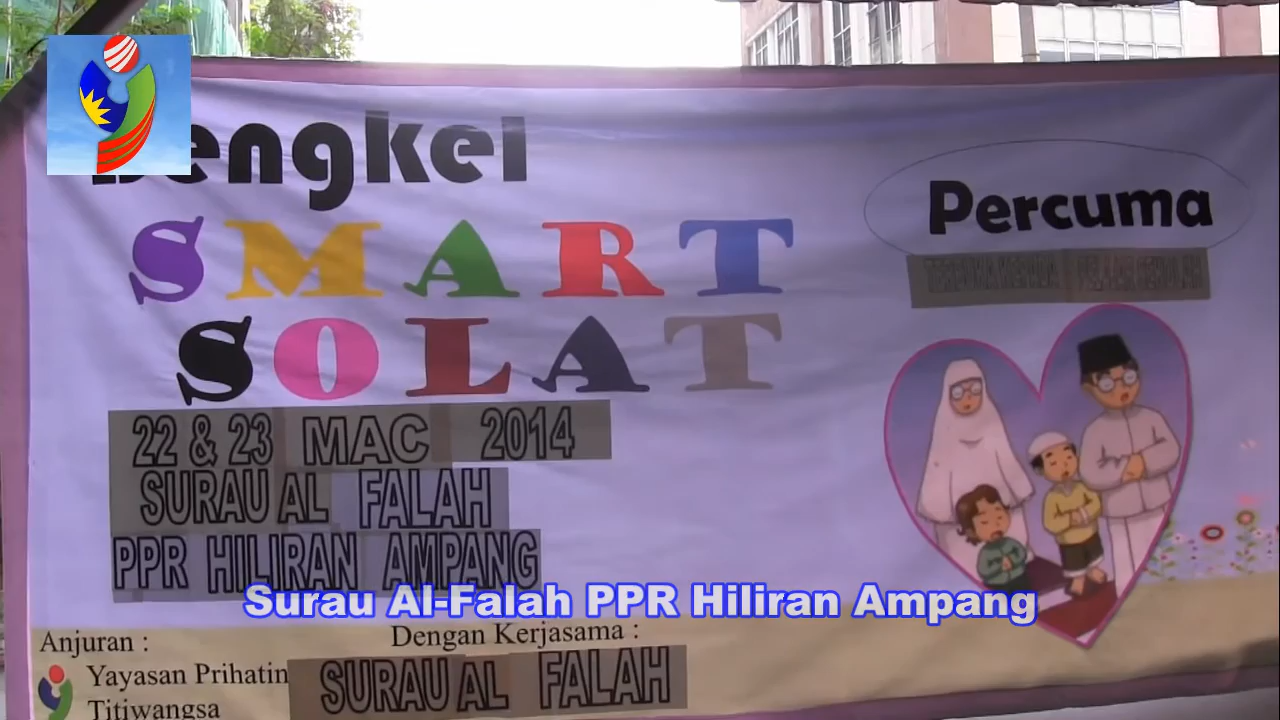 Bengkel
SMART
SOLAT
Percuma
22 & 23 MAC 2014
SURAU AL FALAH
PPR HILIRAN AMPANG
Surau Al-Falah PPR Hiliran Ampang
Anjuran :
Yayasan Prihatin
Titiwangsa
Dengan Kerjasama :
SURAU AL FALAH